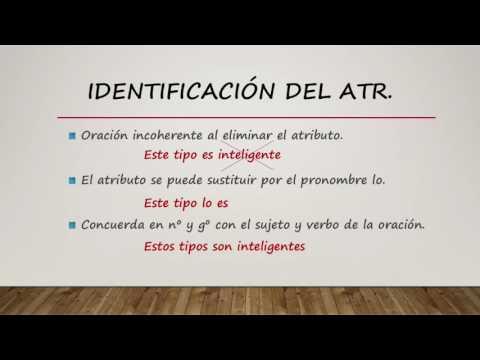 IDENTIFICACIÓN DEL ATR.
Oración incoherente al eliminar el atributo.
Este tipo es inteligente
El atributo se puede sustituir por el pronombre lo.
Este tipo lo es
Concuerda en nº y gº con el sujeto y verbo de la oración.
Estos tipos son inteligentes